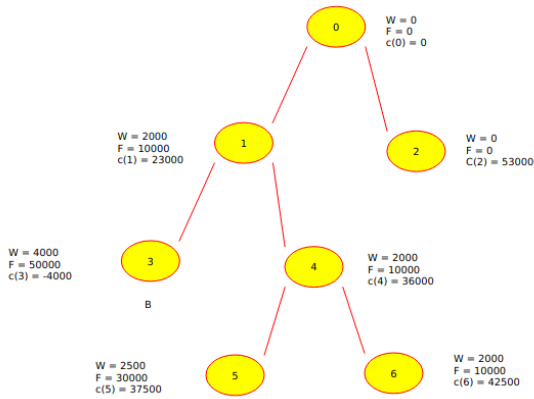 0
W = 0
F = 0
c(0) = 0
W = 2000
F = 10000
c(1) = 23000
1
2
W = 0
F = 0
C(2) = 53000
W = 4000
F = 50000
c(3) = -4000
3
B
4
W = 2000
F = 10000
c(4) = 36000
W = 2500
F = 30000
c(5) = 37500
5
6
W = 2000
F = 10000
c(6) = 42500